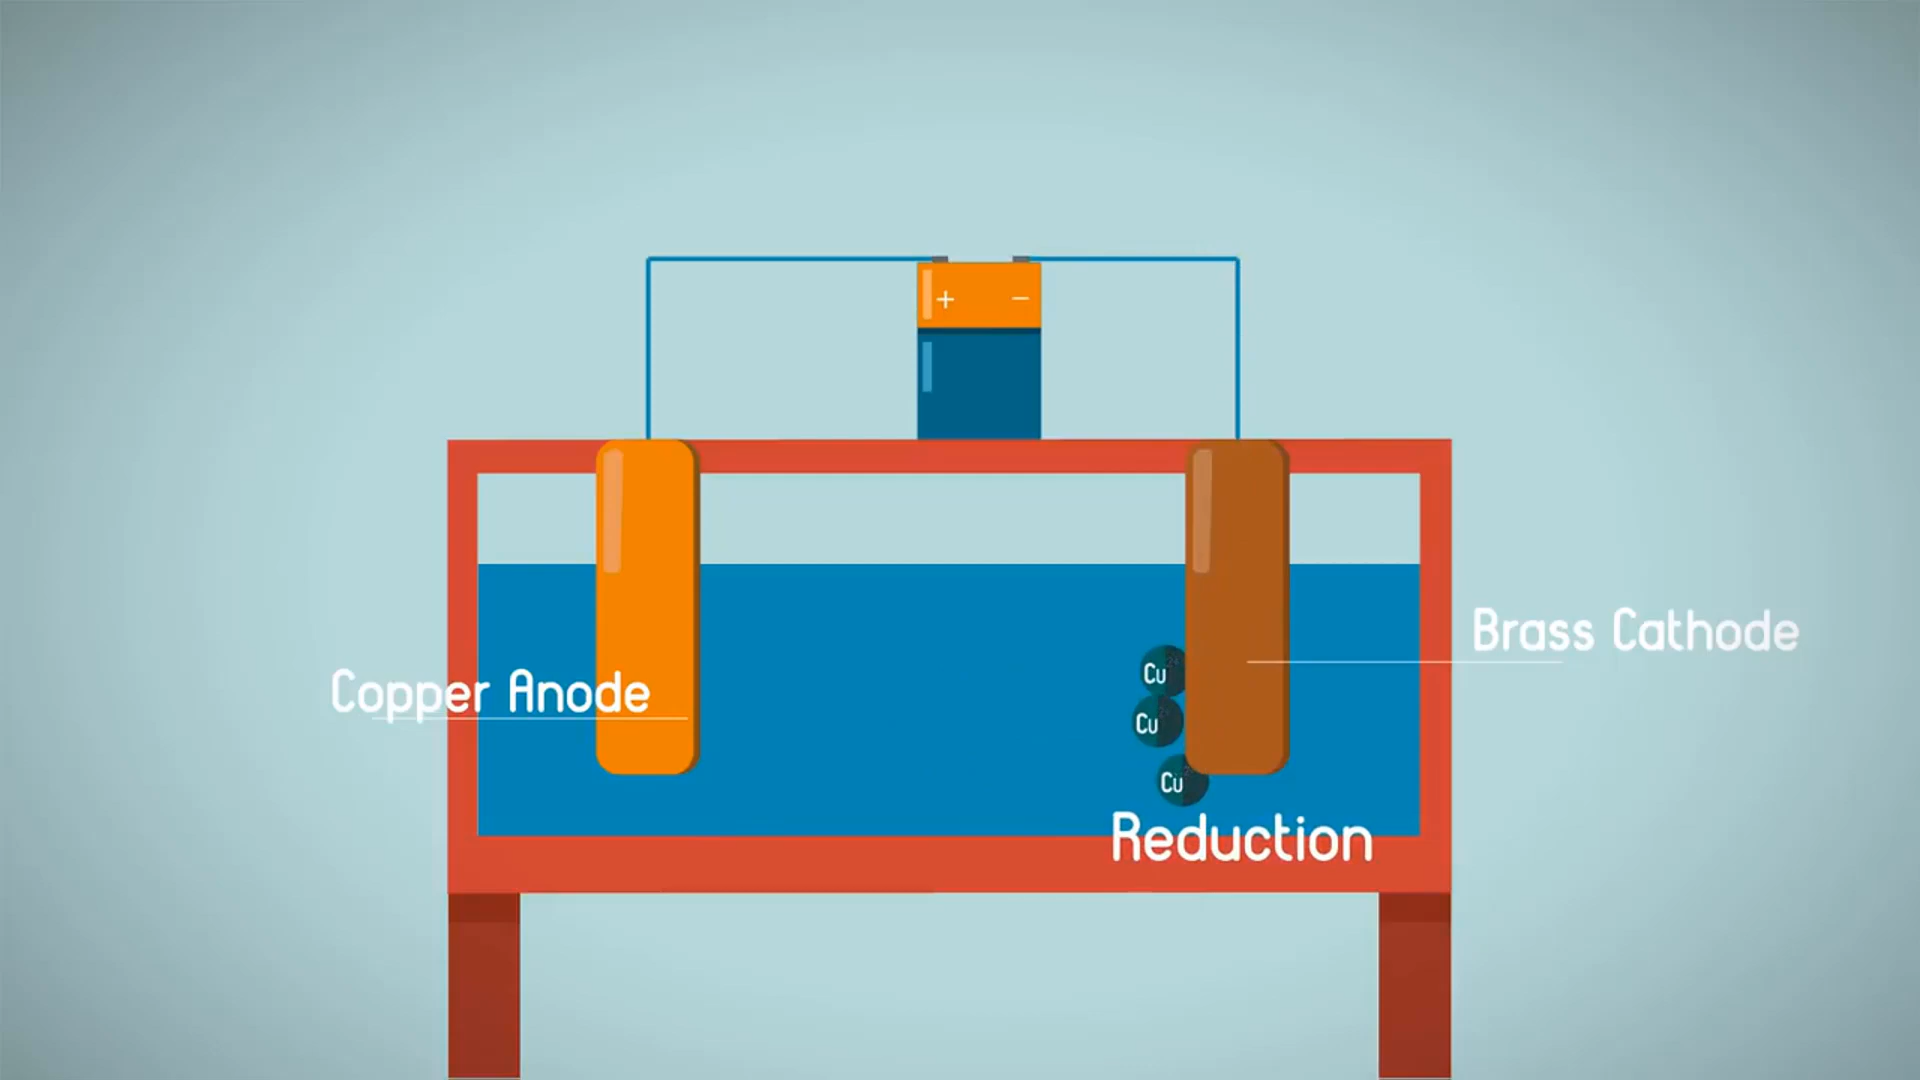 + −
Brass Cathode
Copper Anode
Cu
Cu
Cu
Reduction